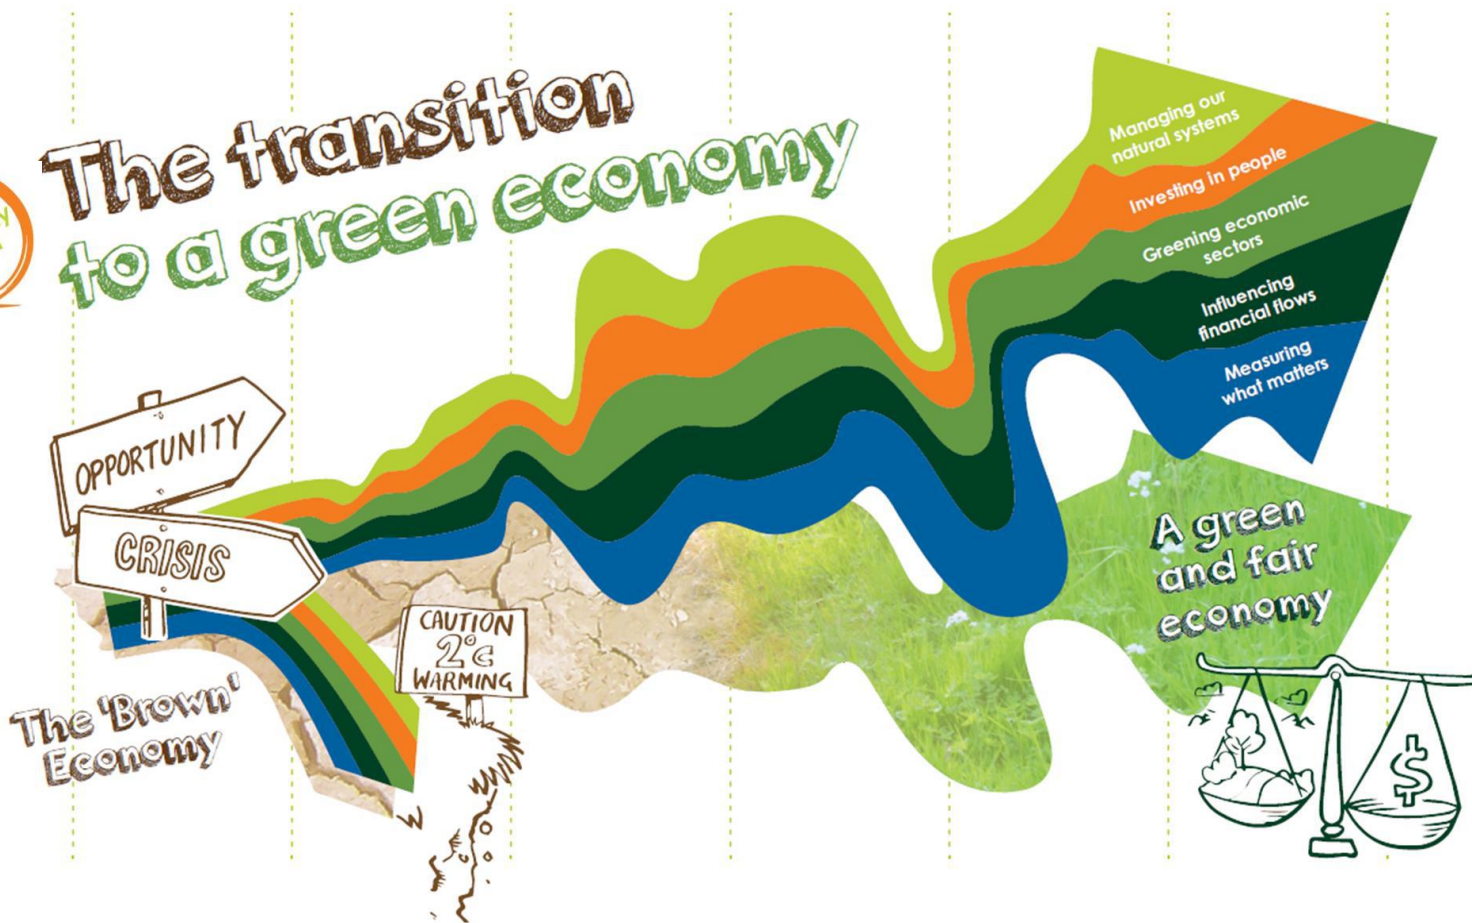 The transition
to a green economy
OPPORTUNITY
CRISIS
The 'Brown'
Economy
CAUTION
2°C
WARMING
Managing our
natural systems
Investing in people
Greening economic
sectors
Influencing
financial flows
Measuring
what matters
A green
and fair
economy
$